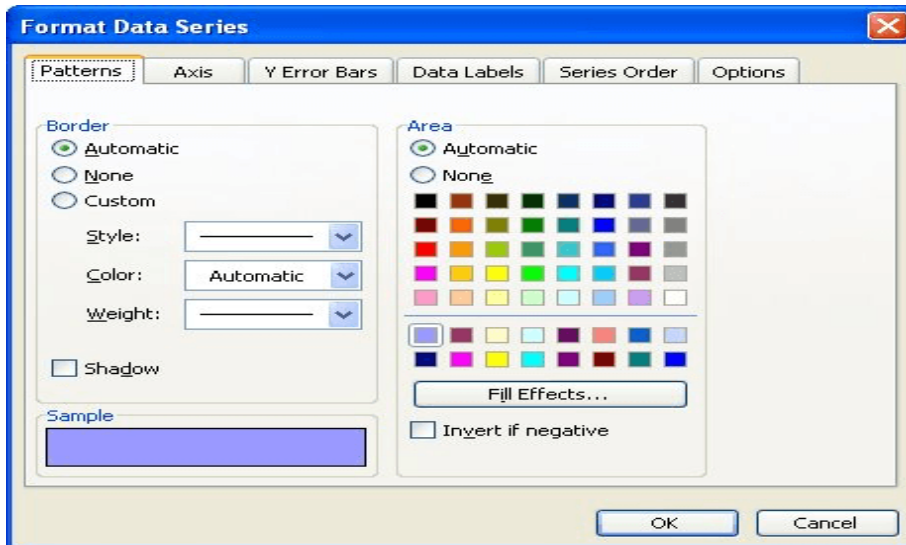 Format Data Series
Patterns Axis Y Error Bars Data Labels Series Order Options
Border
Automatic
None
Custom
Style:
Color: Automatic
Weight:
Shadow
Sample
Area
Automatic
None
Fill Effects...
Invert if negative
OK Cancel